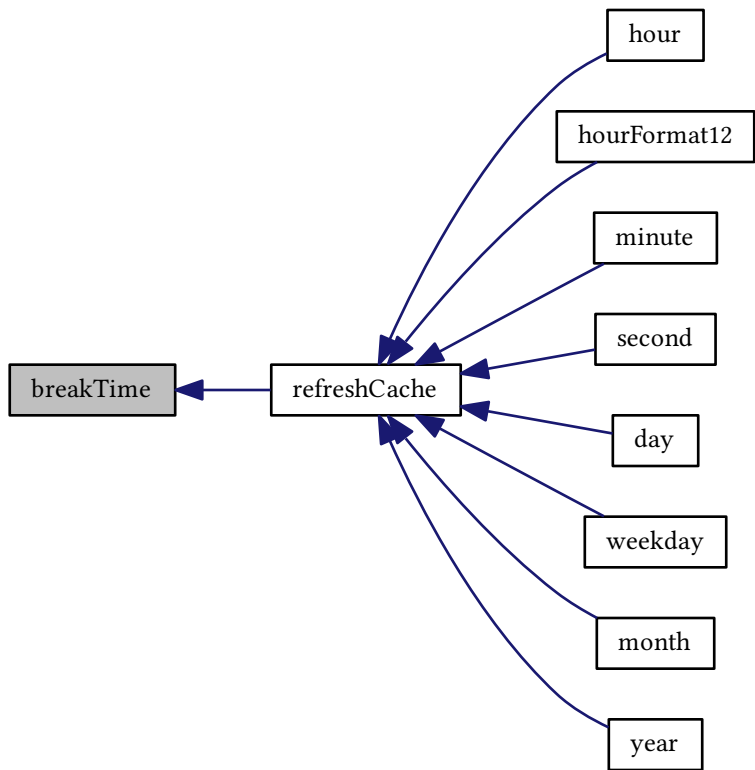 hour
hourFormat12
minute
second
breakTime
refreshCache
day
weekday
month
year